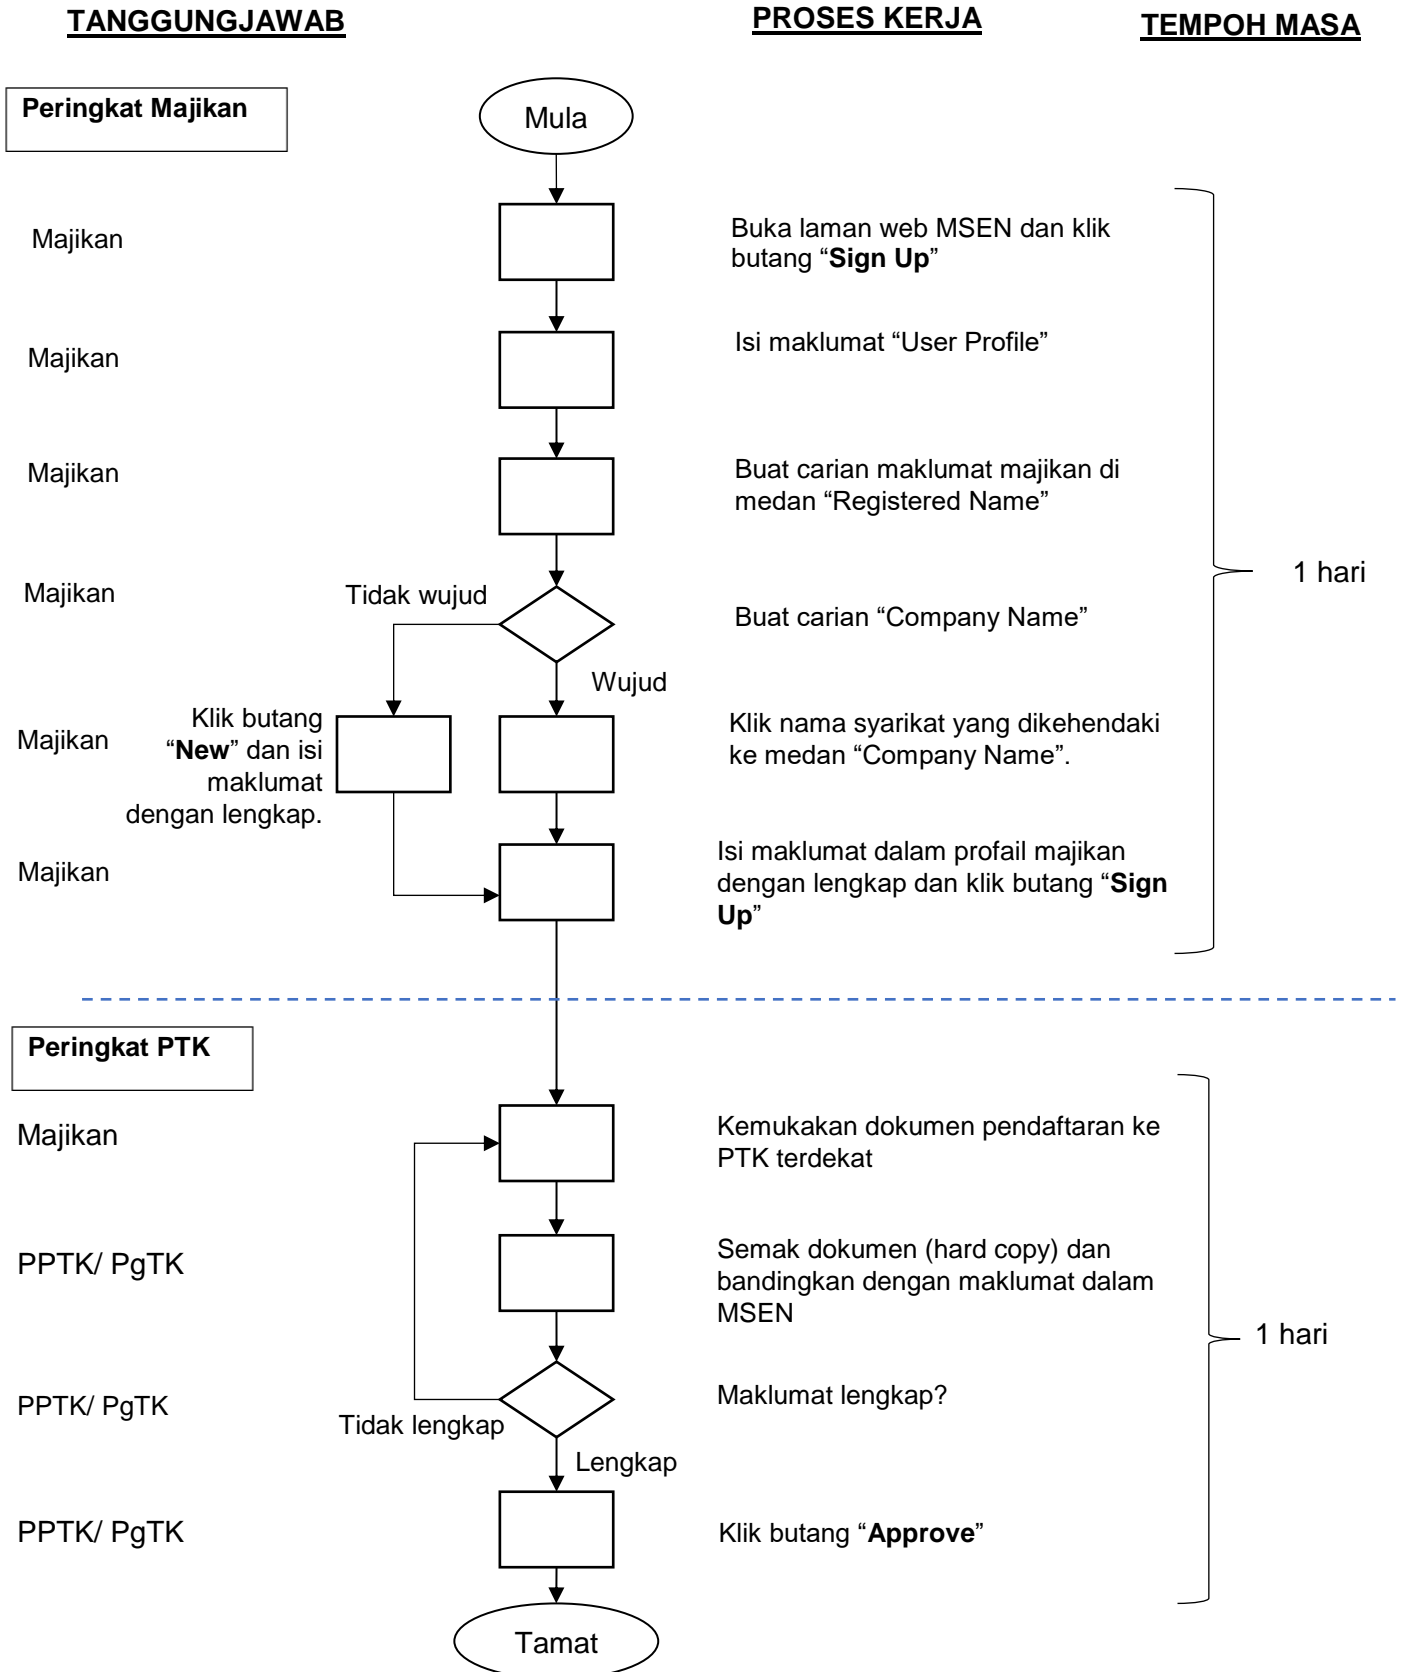 TANGGUNGJAWAB
PROSES KERJA
TEMPOH MASA
Peringkat Majikan
Mula
Majikan
Buka laman web MSEN dan klik
butang “Sign Up”
Majikan
Isi maklumat “User Profile”
Majikan
Buat carian maklumat majikan di
medan “Registered Name”
1 hari
Majikan
Tidak wujud
Buat carian “Company Name”
Wujud
Majikan
Klik butang
“New” dan isi
maklumat
dengan lengkap.
Klik nama syarikat yang dikehendaki
ke medan “Company Name”.
Majikan
Isi maklumat dalam profail majikan
dengan lengkap dan klik butang “Sign
Up”
Peringkat PTK
Majikan
Kemukakan dokumen pendaftaran ke
PTK terdekat
PPTK/ PgTK
Semak dokumen (hard copy) dan
bandingkan dengan maklumat dalam
MSEN
1 hari
PPTK/ PgTK
Maklumat lengkap?
Tidak lengkap
Lengkap
PPTK/ PgTK
Klik butang “Approve”
Tamat